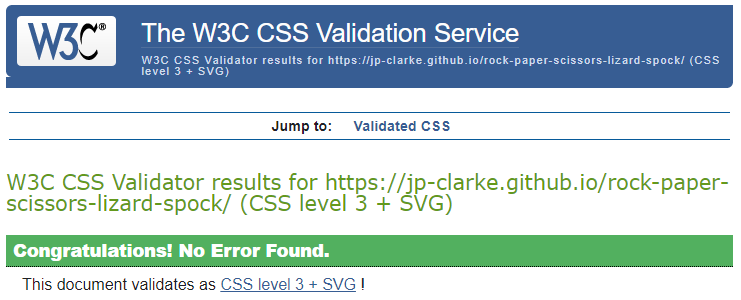 W3C®
The W3C CSS Validation Service
W3C CSS Validator results for https://jp-clarke.github.io/rock-paper-scissors-lizard-spock/ (CSS
level 3 + SVG)
Jump to: Validated CSS
W3C CSS Validator results for https://jp-clarke.github.io/rock-paper-
scissors-lizard-spock/ (CSS level 3 + SVG)
Congratulations! No Error Found.
This document validates as CSS level 3 + SVG !